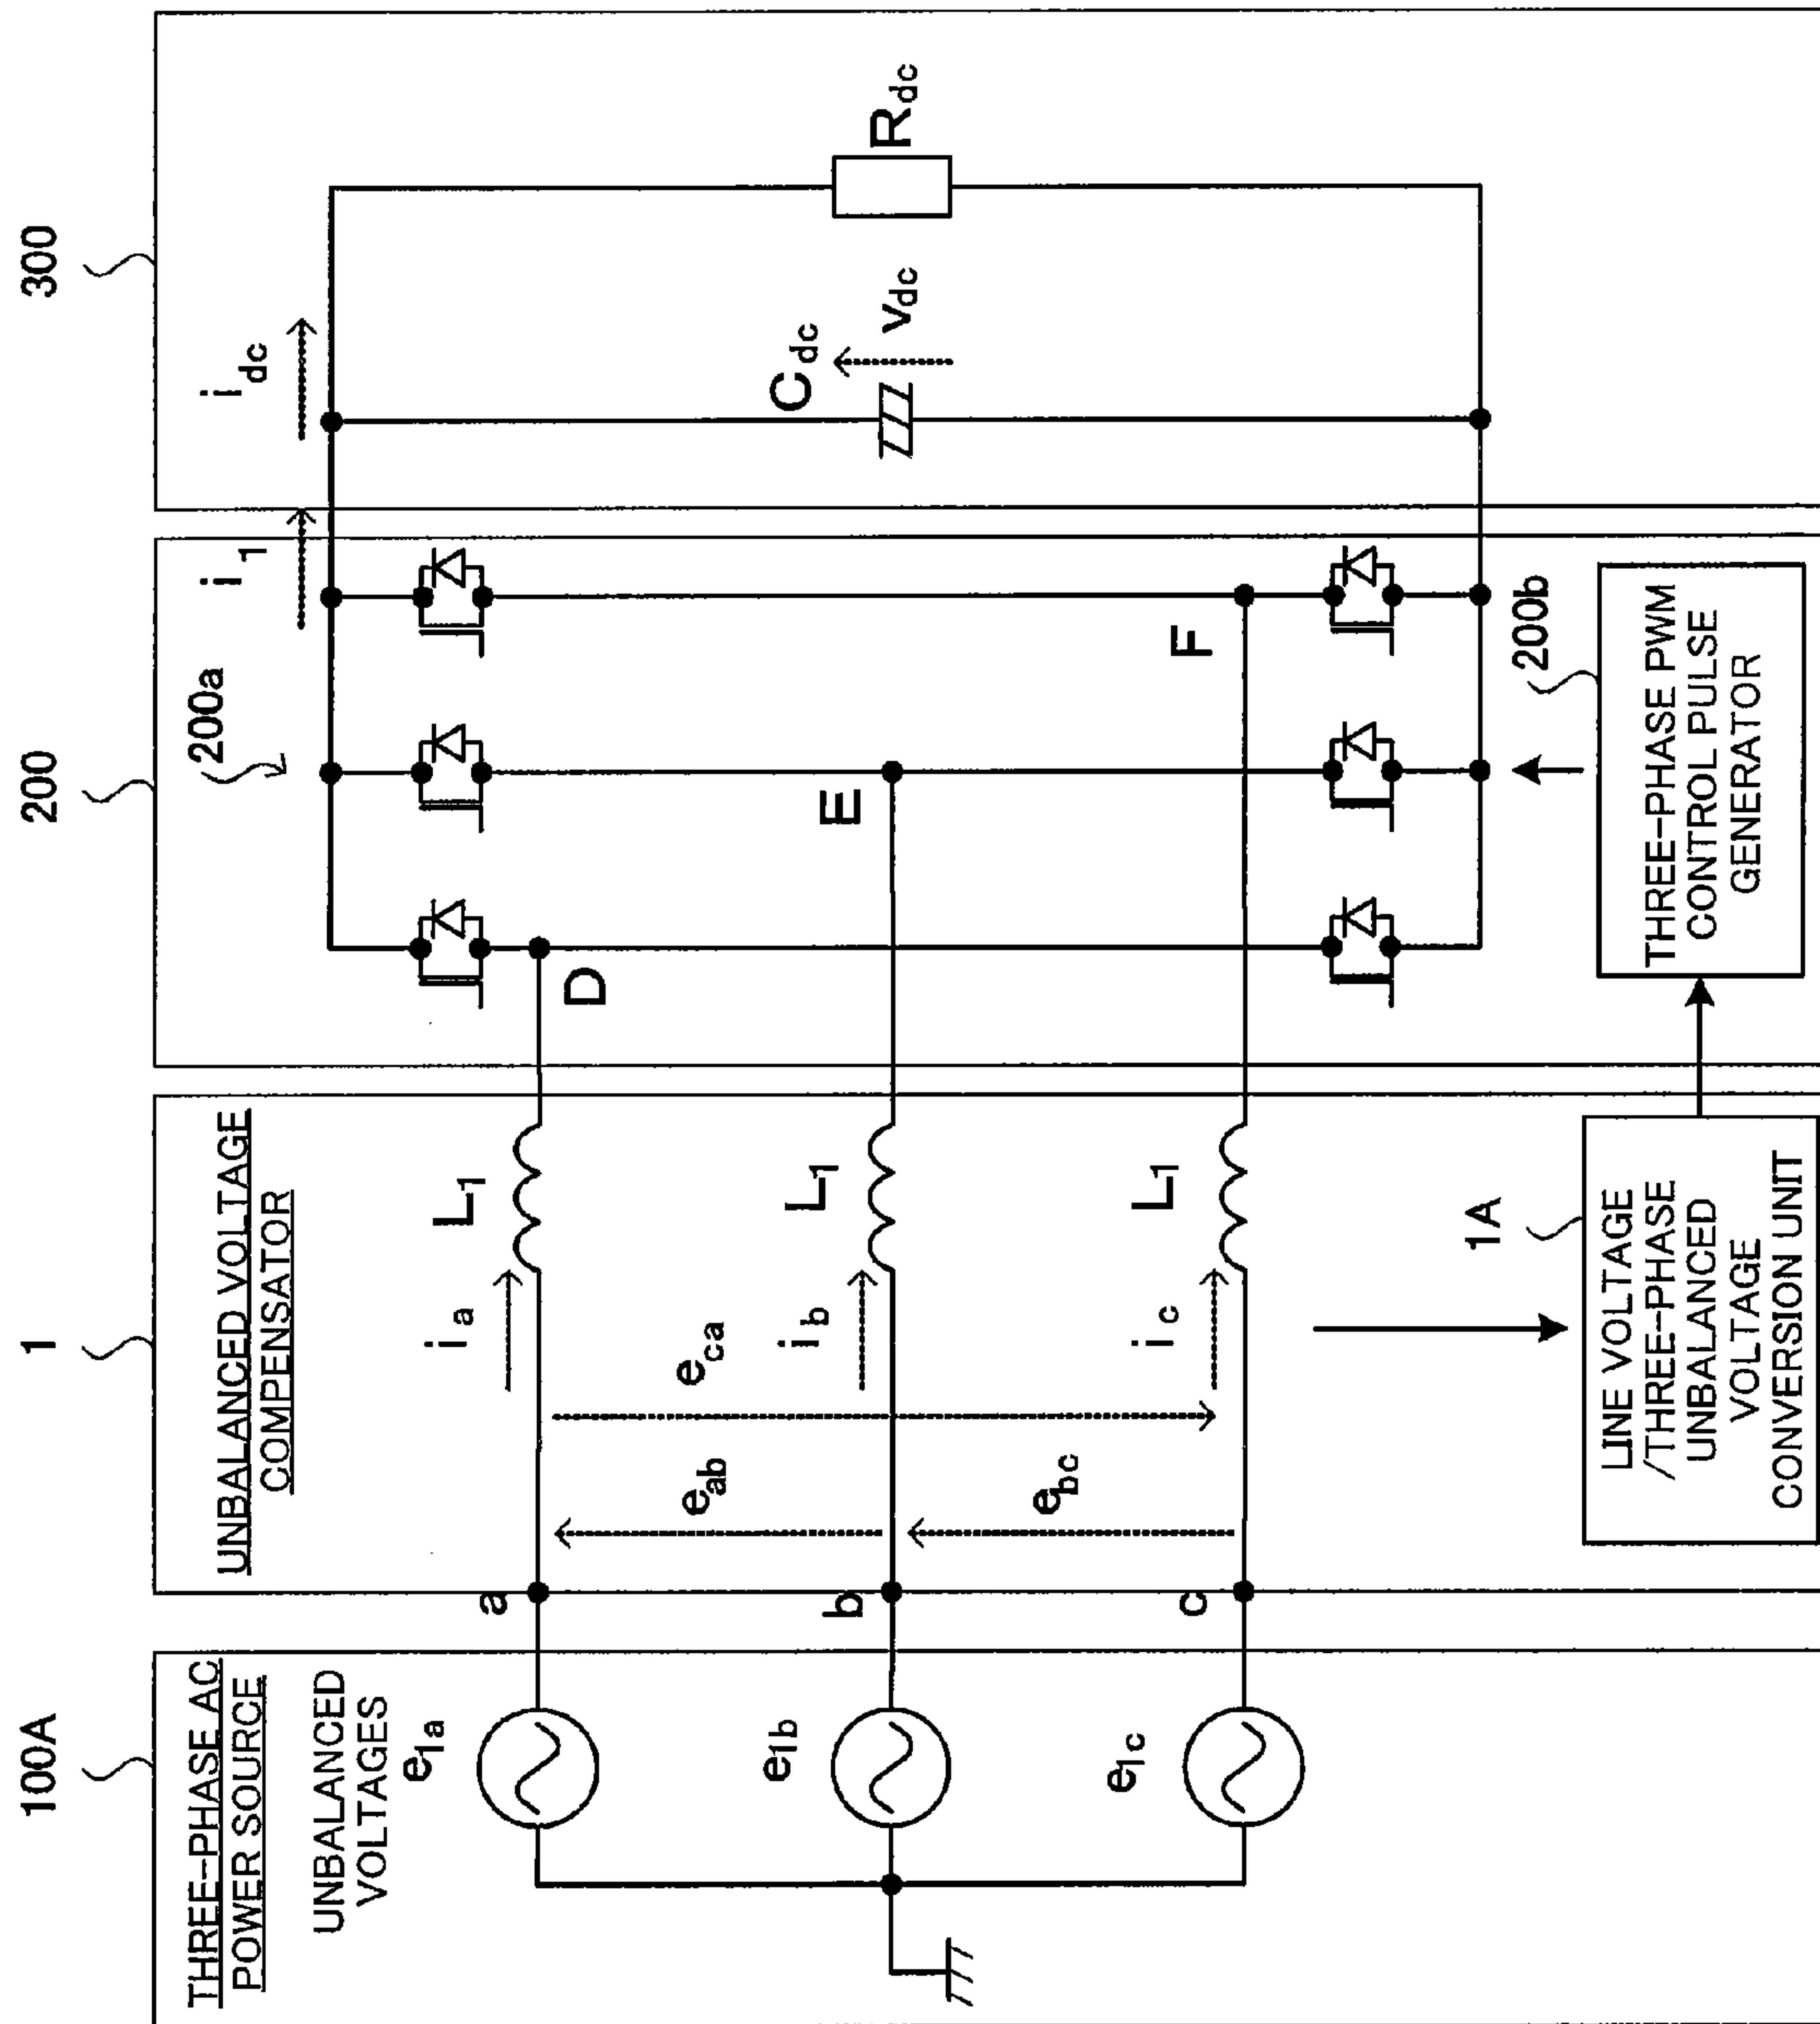 100A
1
200
300
THREE-PHASE AC
POWER SOURCE
UNBALANCED
VOLTAGES
e1a
e1b
e1c
a
b
c
UNBALANCED VOLTAGE
COMPENSATOR
eab
ebc
eca
ia
ib
ic
L1
L1
L1
1A
LINE VOLTAGE
/THREE-PHASE
UNBALANCED
VOLTAGE
CONVERSION UNIT
200a
D
E
F
i1
200b
THREE-PHASE PWM
CONTROL PULSE
GENERATOR
idc
Cdc
vdc
Rdc